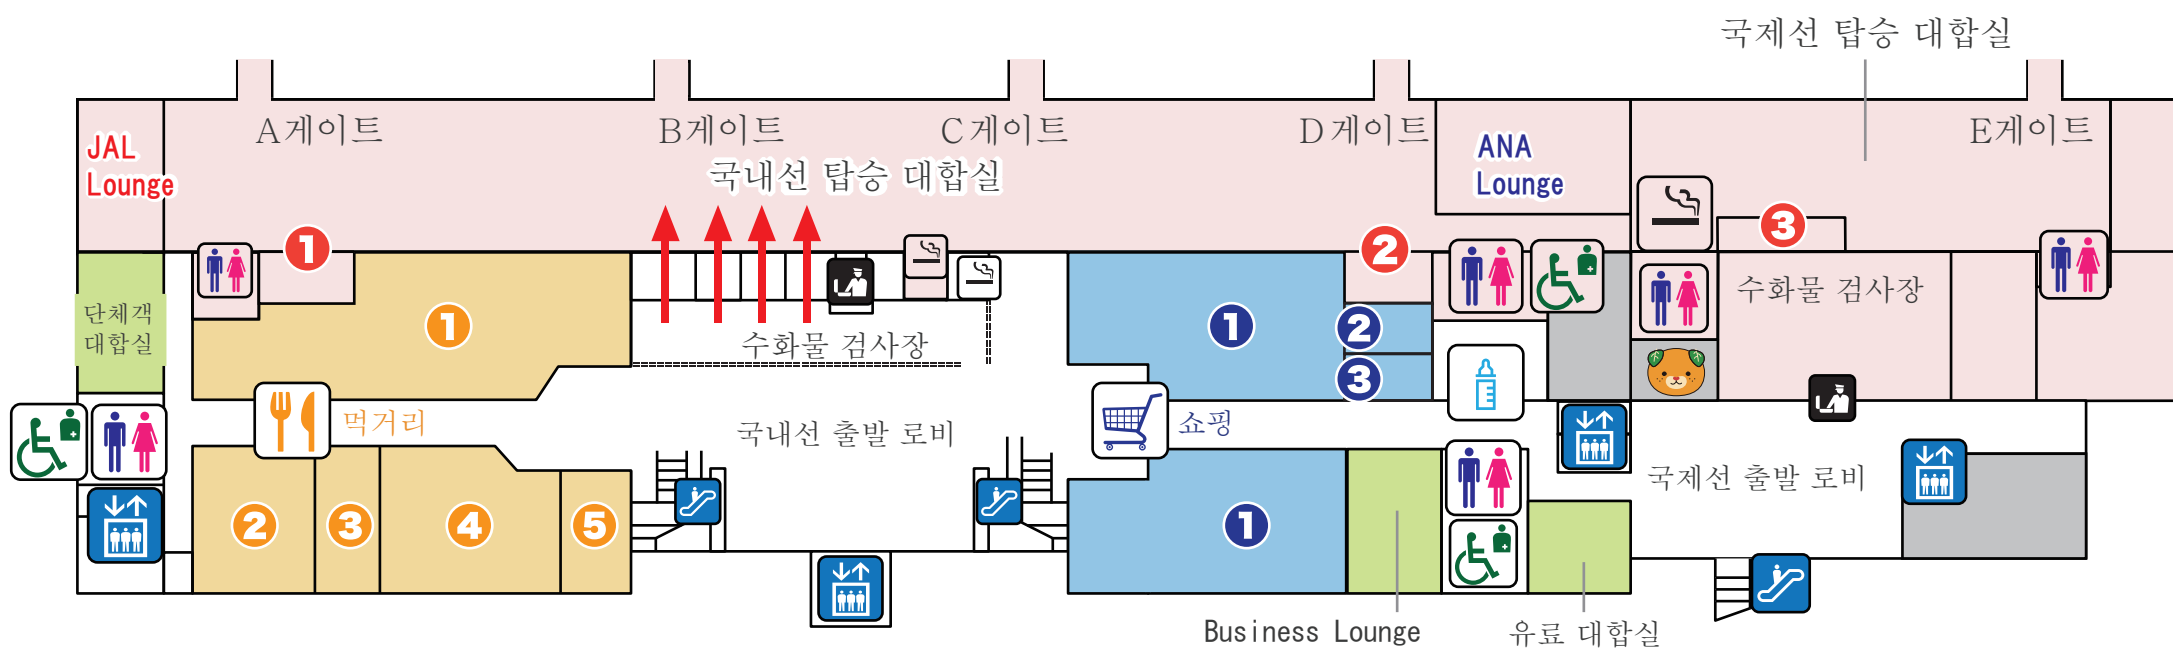 국제선 탑승 대합실
A게이트
B게이트
C게이트
D게이트
E게이트
JAL
Lounge
국내선 탑승 대합실
ANA
Lounge
1
2
3
단체객
대합실
1
수화물 검사장
1
2
3
수화물 검사장
먹거리
국내선 출발 로비
쇼핑
국제선 출발 로비
2
3
4
5
1
Business Lounge
유료 대합실